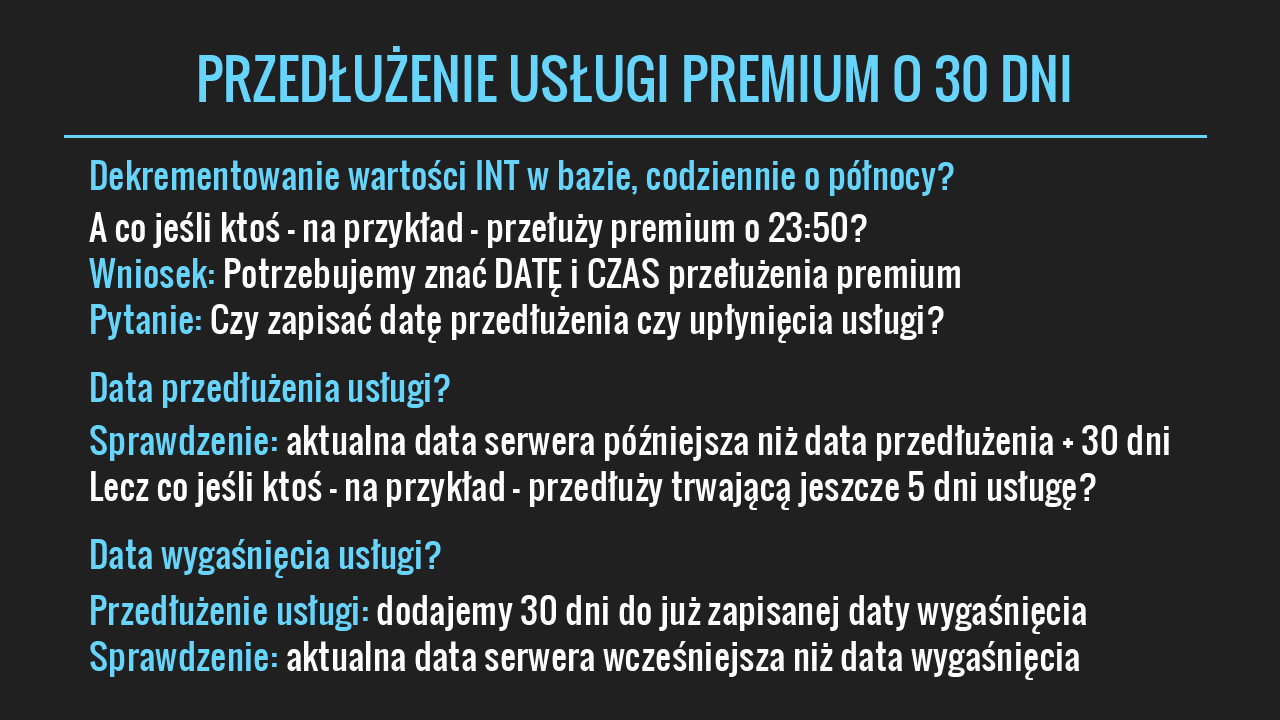 PRZEDŁUŻENIE USŁUGI PREMIUM O 30 DNI
Dekrementowanie wartości INT w bazie, codziennie o północy?
A co jeśli ktoś - na przykład - przełuży premium o 23:50?
Wniosek: Potrzebujemy znać DATĘ i CZAS przełużenia premium
Pytanie: Czy zapisać datę przedłużenia czy upłynięcia usługi?
Data przedłużenia usługi?
Sprawdzenie: aktualna data serwera późniejsza niż data przedłużenia + 30 dni
Lecz co jeśli ktoś - na przykład - przedłuży trwającą jeszcze 5 dni usługę?
Data wygaśnięcia usługi?
Przedłużenie usługi: dodajemy 30 dni do już zapisanej daty wygaśnięcia
Sprawdzenie: aktualna data serwera wcześniejsza niż data wygaśnięcia